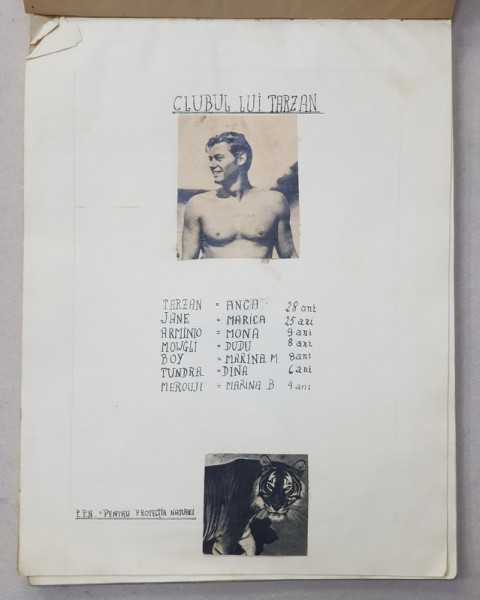 CLUBUL LUI TARZAN
TARZAN = ANCA 28 ani
JANE = MARICA 25 ani
ARMINIO = MONA 9 ani
MOWGLI = DUDU 8 ani
BOY = MARINA M 8 ani
TUNDRA = DINA 6 ani
MEROUJI = MARINA B 4 ani
P.P.N. = PENTRU PROTECȚIA NATURII